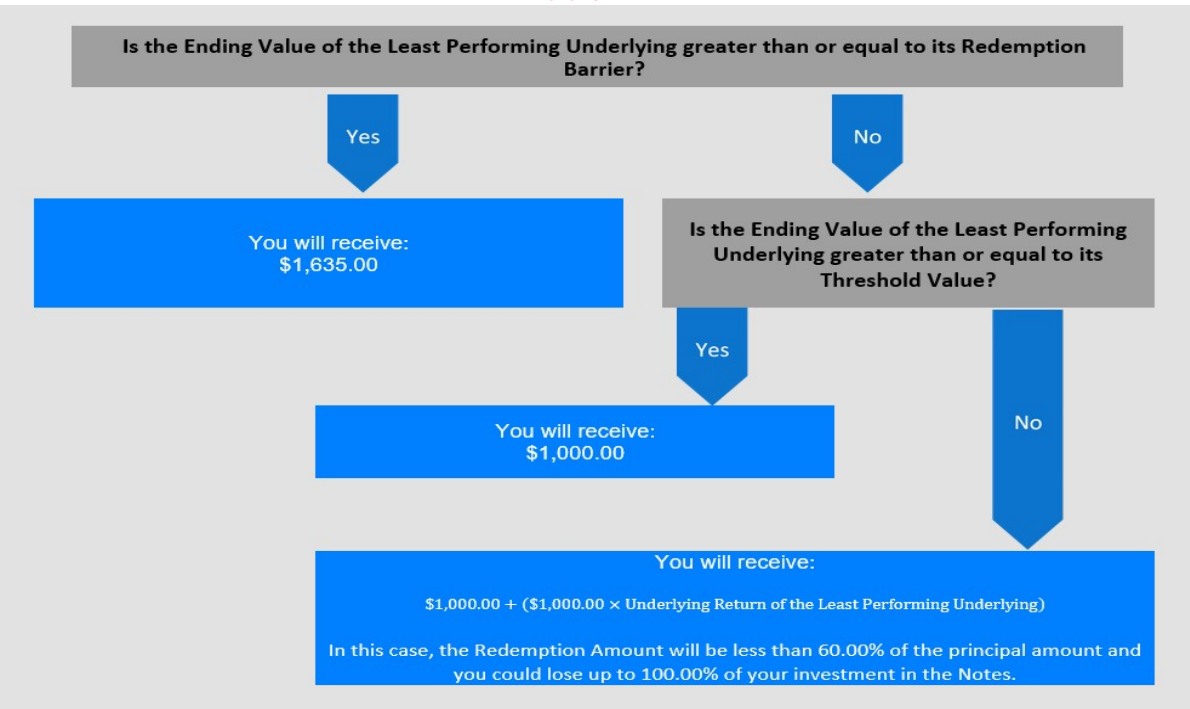 Is the Ending Value of the Least Performing Underlying greater than or equal to its Redemption
Barrier?
Yes
No
You will receive:
$1,635.00
Is the Ending Value of the Least Performing
Underlying greater than or equal to its
Threshold Value?
Yes
No
You will receive:
$1,000.00
You will receive:
$1,000.00 + ($1,000.00 × Underlying Return of the Least Performing Underlying)
In this case, the Redemption Amount will be less than 60.00% of the principal amount and
you could lose up to 100.00% of your investment in the Notes.